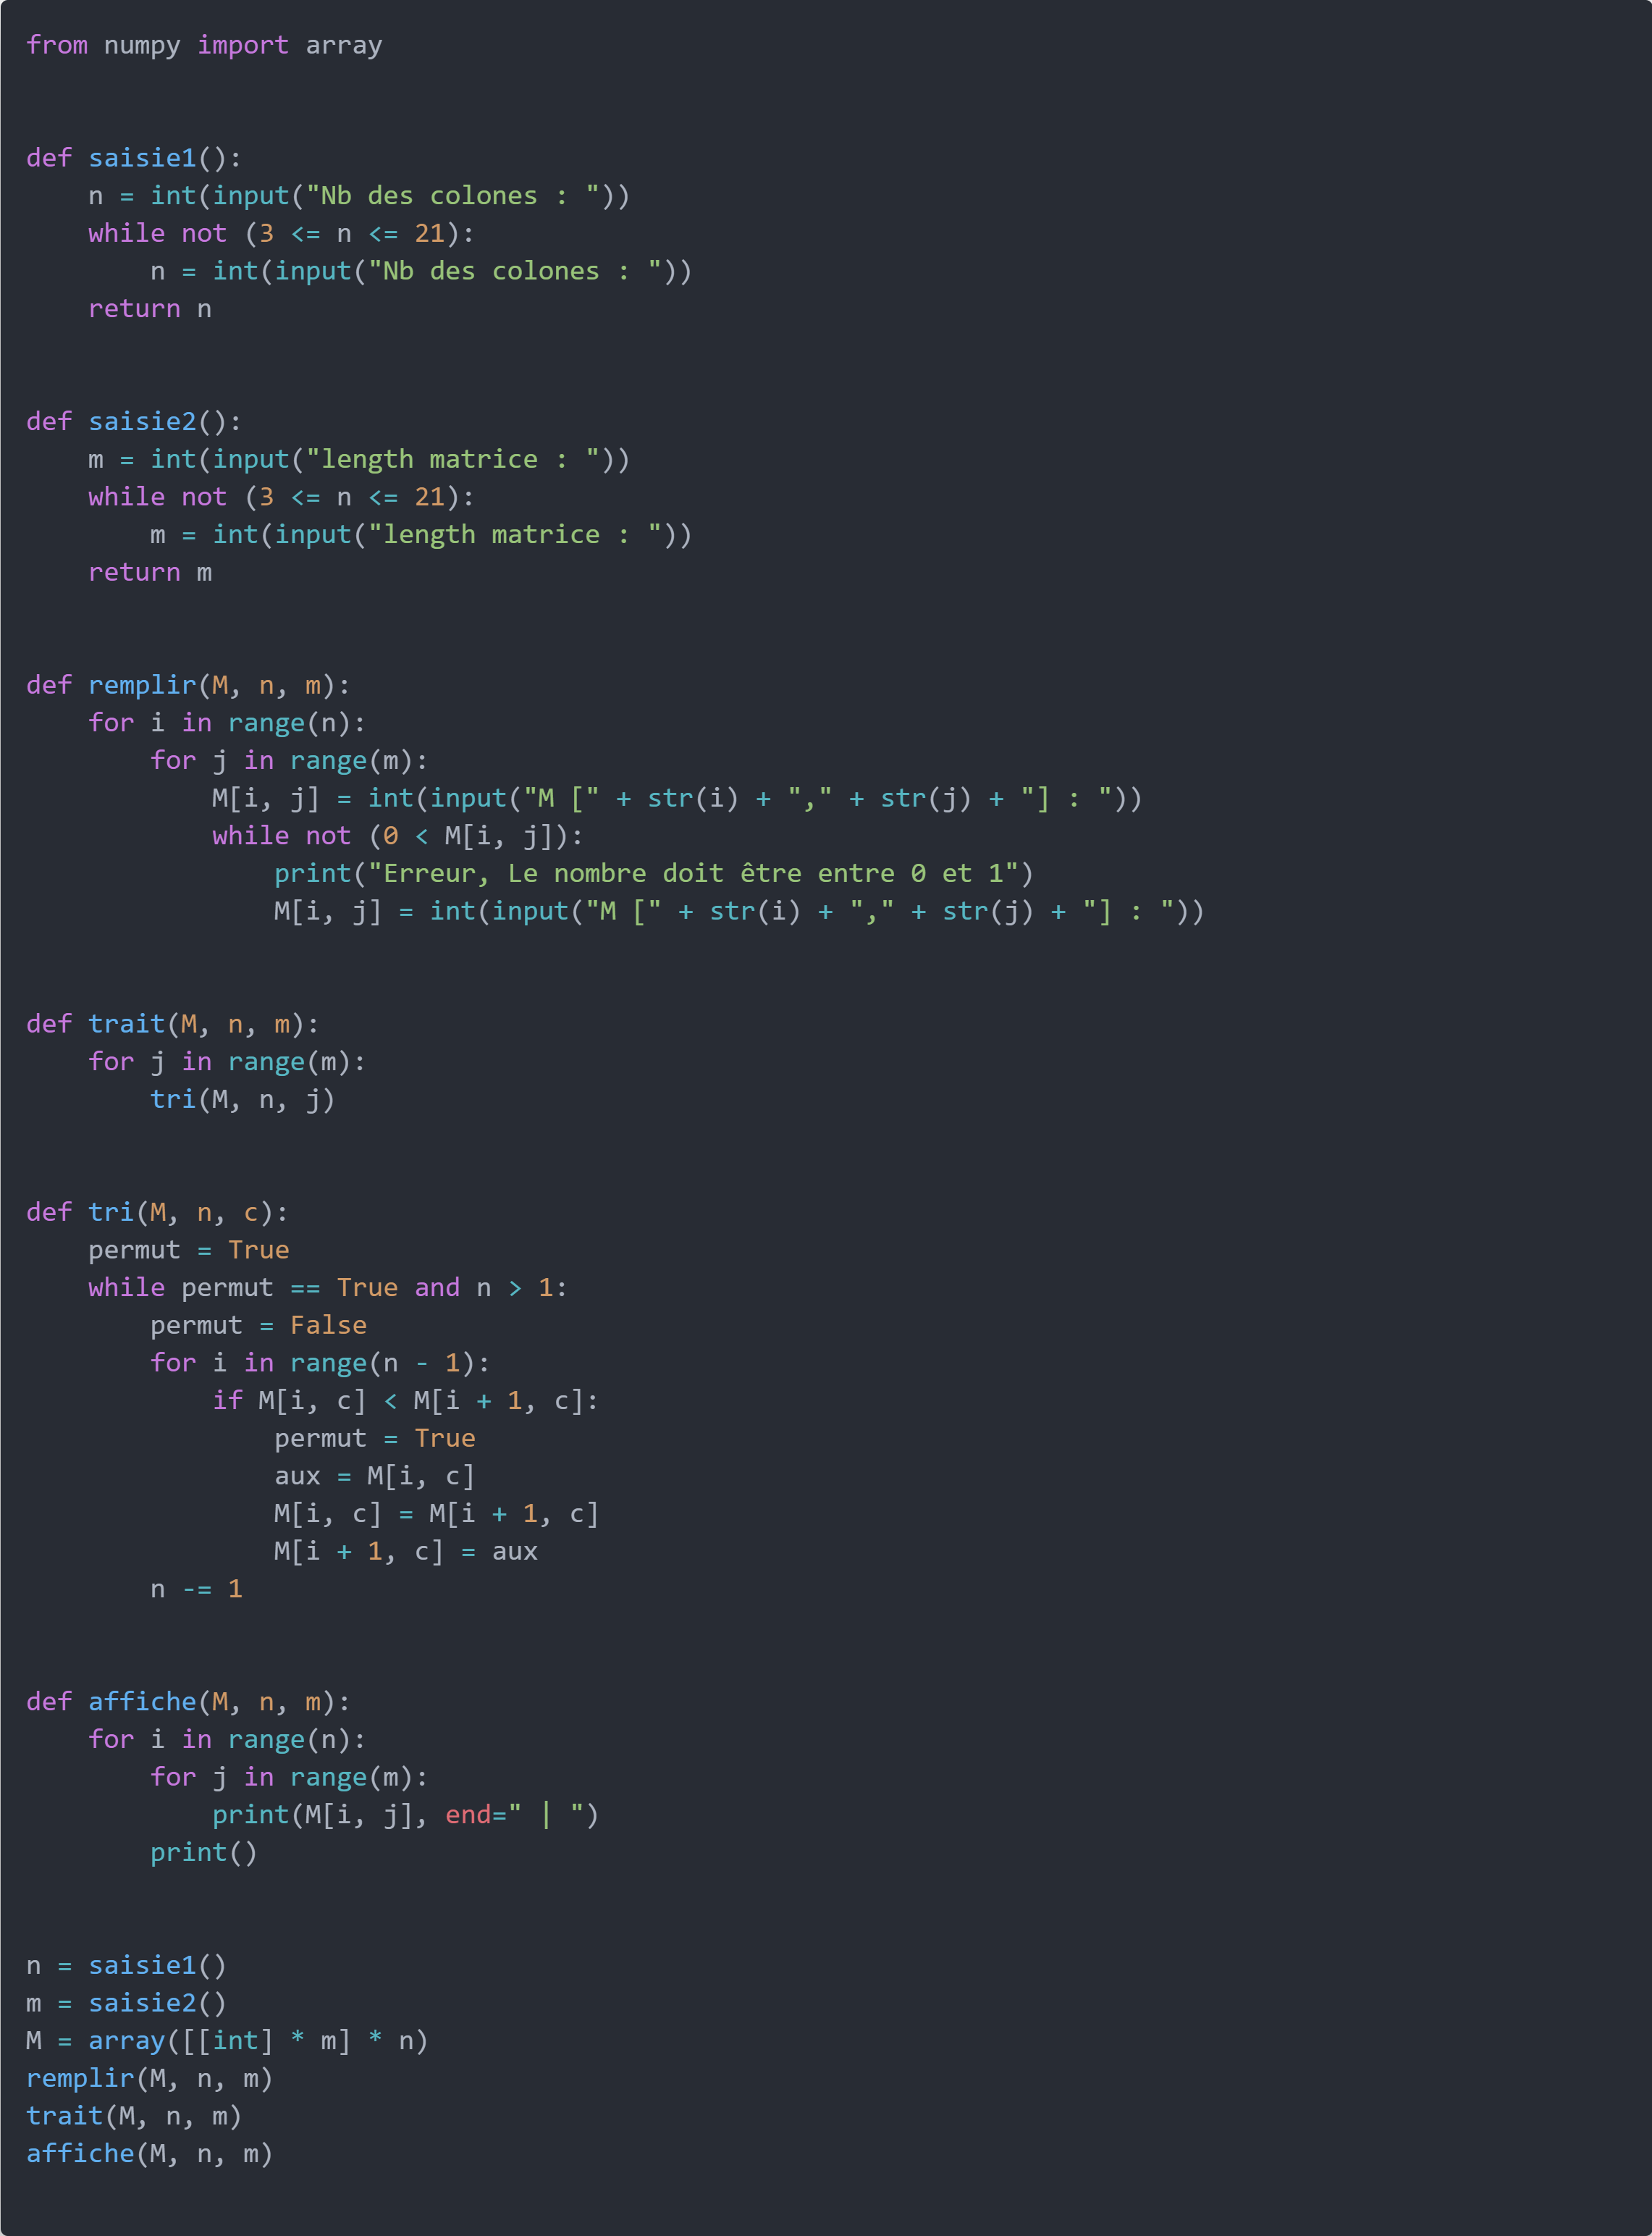 from numpy import array
def saisie1():
    n = int(input("Nb des colones : "))
    while not (3 <= n <= 21):
        n = int(input("Nb des colones : "))
    return n
def saisie2():
    m = int(input("length matrice : "))
    while not (3 <= n <= 21):
        m = int(input("length matrice : "))
    return m
def remplir(M, n, m):
    for i in range(n):
        for j in range(m):
            M[i, j] = int(input("M [" + str(i) + "," + str(j) + "] : "))
            while not (0 < M[i, j]):
                print("Erreur, Le nombre doit être entre 0 et 1")
                M[i, j] = int(input("M [" + str(i) + "," + str(j) + "] : "))
def trait(M, n, m):
    for j in range(m):
        tri(M, n, j)
def tri(M, n, c):
    permut = True
    while permut == True and n > 1:
        permut = False
        for i in range(n - 1):
            if M[i, c] < M[i + 1, c]:
                permut = True
                aux = M[i, c]
                M[i, c] = M[i + 1, c]
                M[i + 1, c] = aux
        n -= 1
def affiche(M, n, m):
    for i in range(n):
        for j in range(m):
            print(M[i, j], end=" | ")
        print()
n = saisie1()
m = saisie2()
M = array([[int] * m] * n)
remplir(M, n, m)
trait(M, n, m)
affiche(M, n, m)